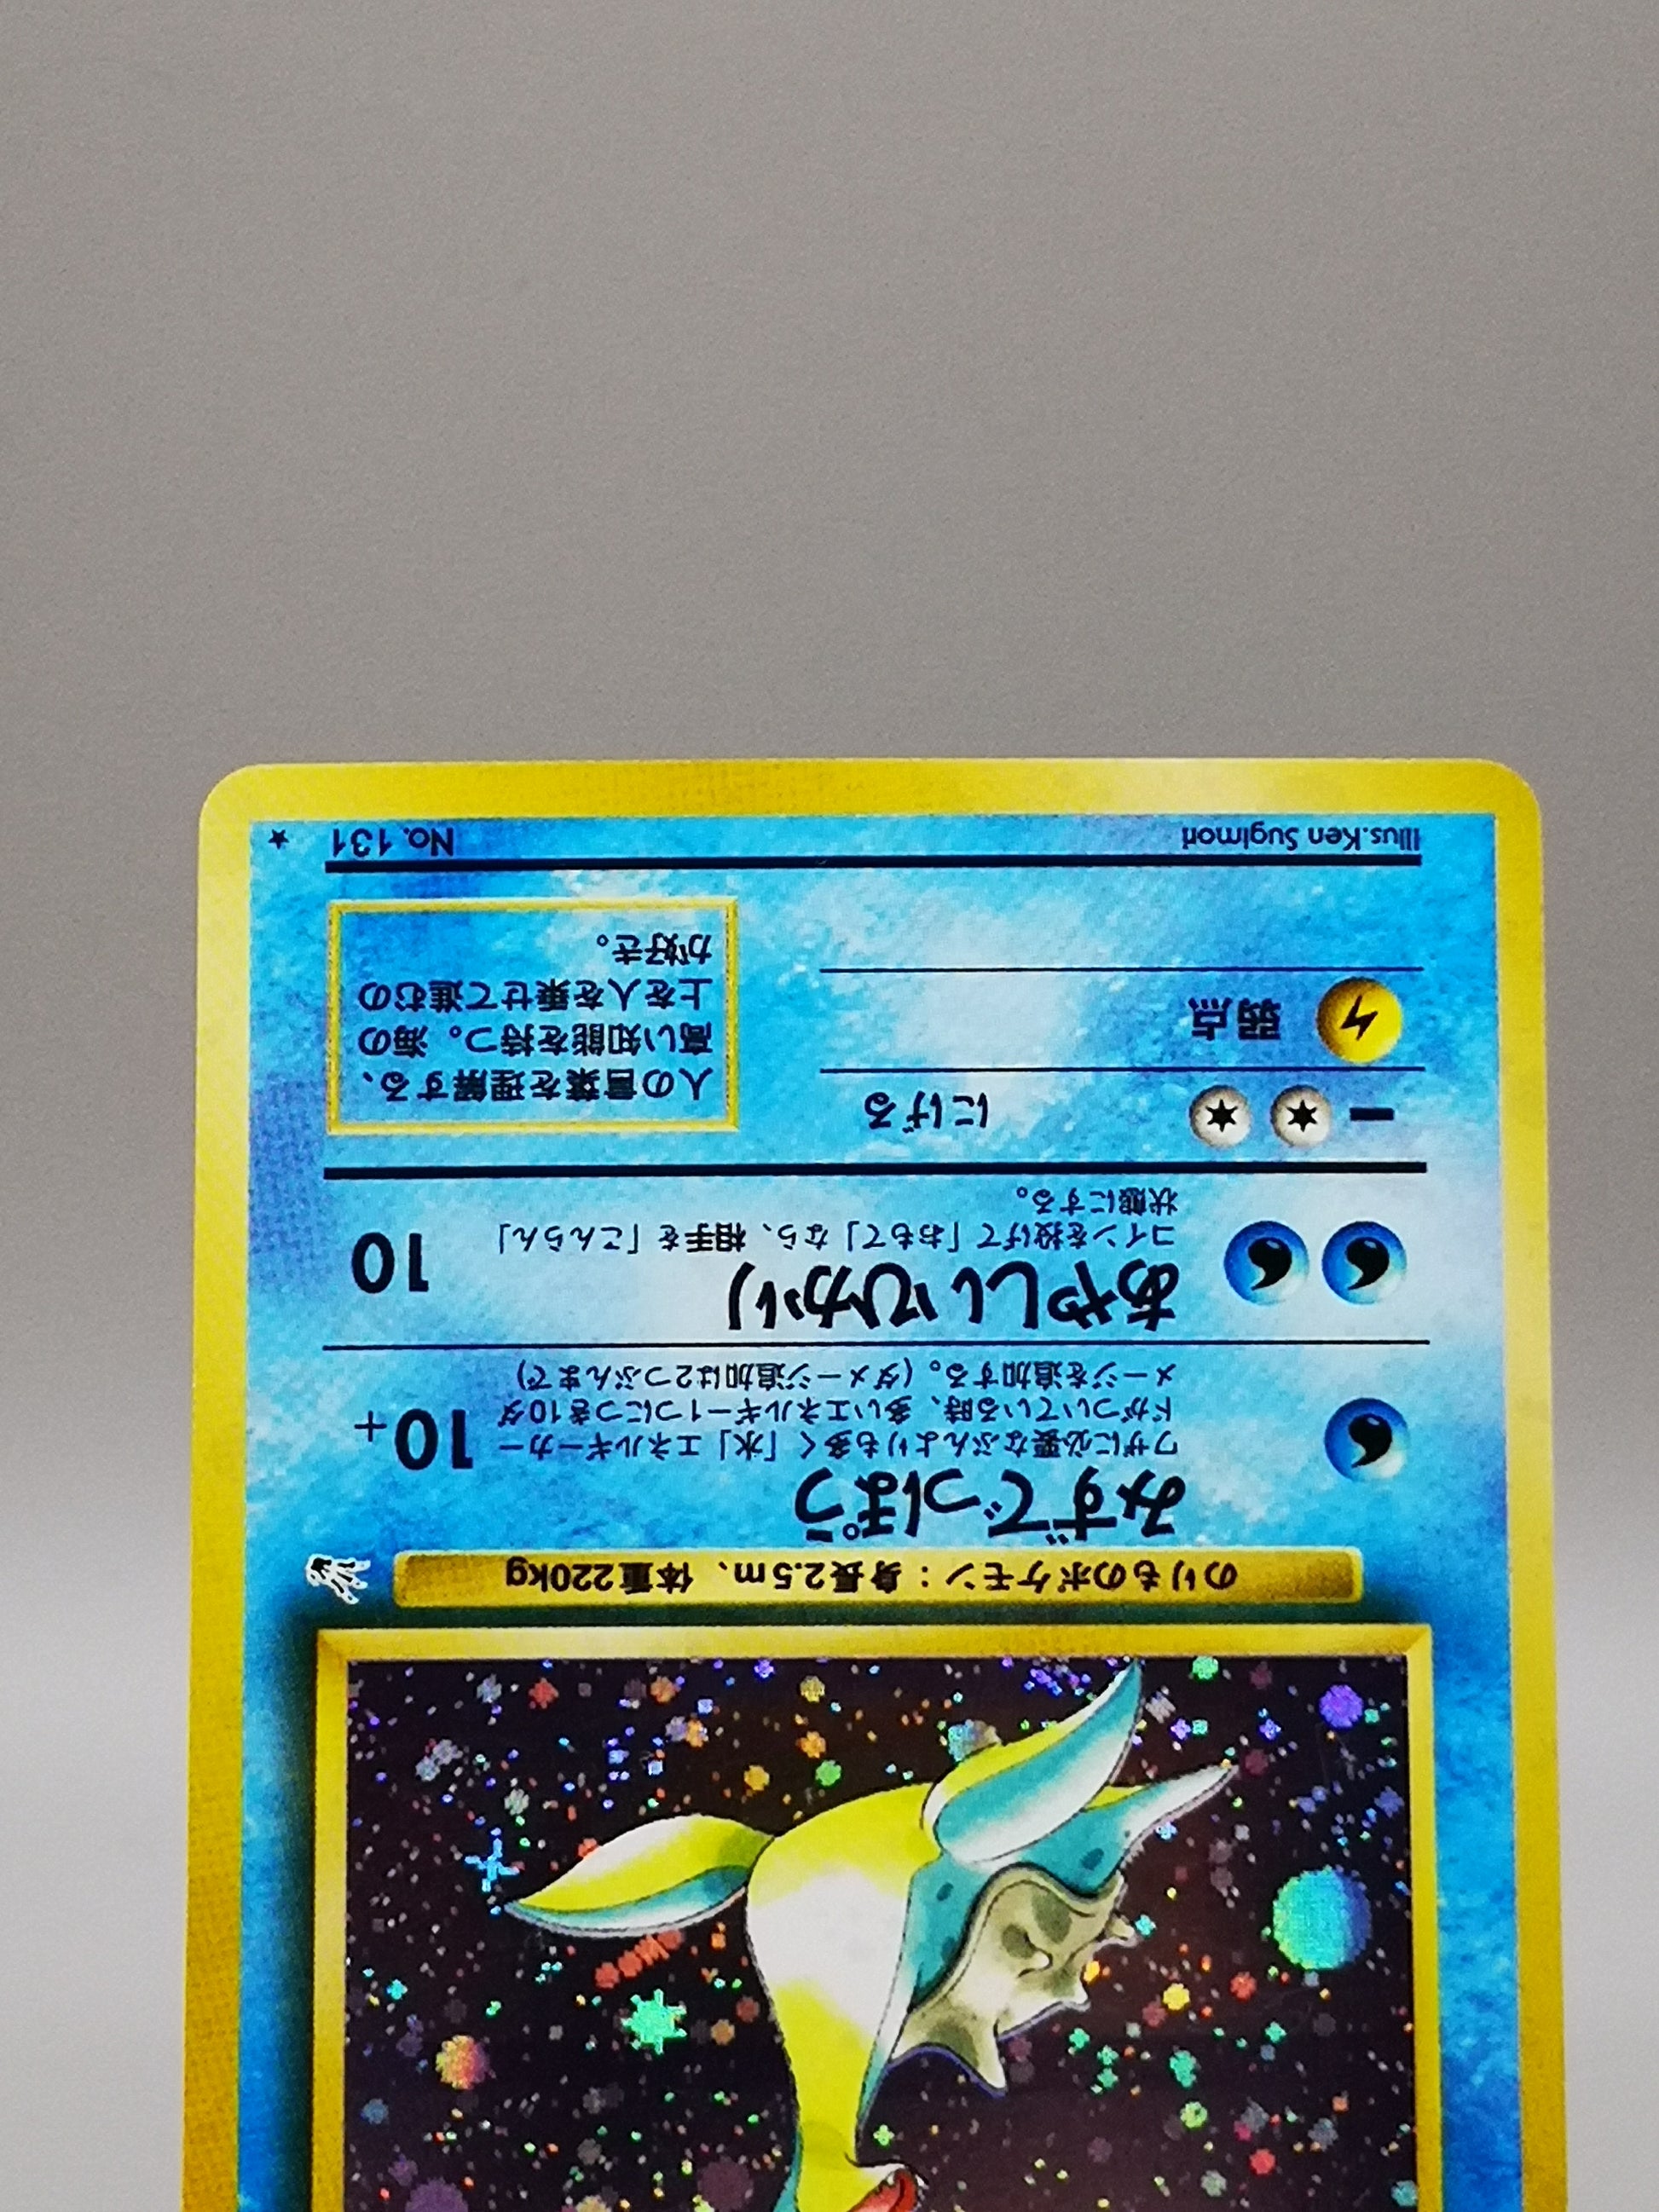 のりものポケモン：身長2.5m、体重220kg
みずでっぽう
ワザに必要なぶんよりも多く「水」エネルギーカー
ドがついている時、多いエネルギー1つにつき10ダ
メージを追加する。(ダメージ追加は2つぶんまで)
10+
あやしいひかり
コインを投げて「おもて」なら、相手を「こんらん」
状態にする。
10
にげる
弱点
人の言葉を理解する、
高い知能を持つ。海の
上を人を乗せて進むの
が好き。
Illus.Ken Sugimori
No. 131 ★